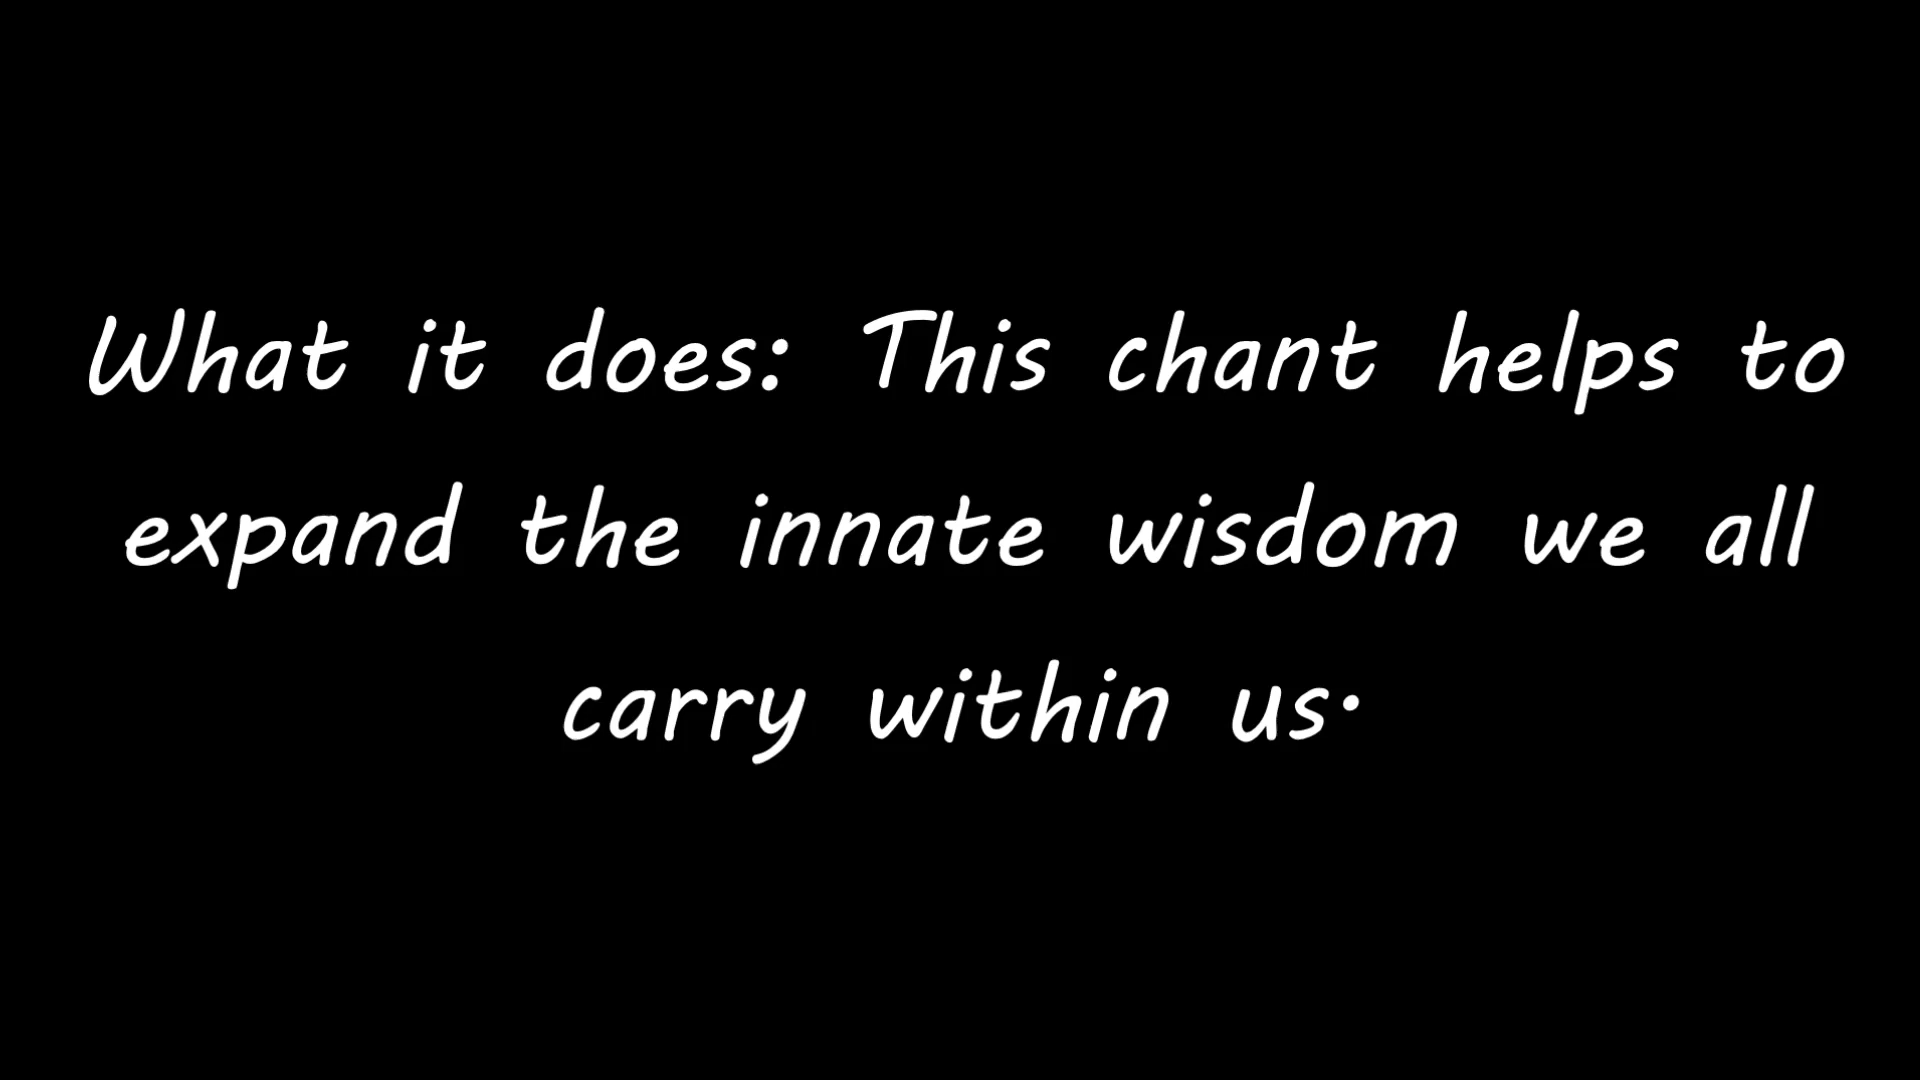 What it does: This chant helps to
expand the innate wisdom we all
carry within us.